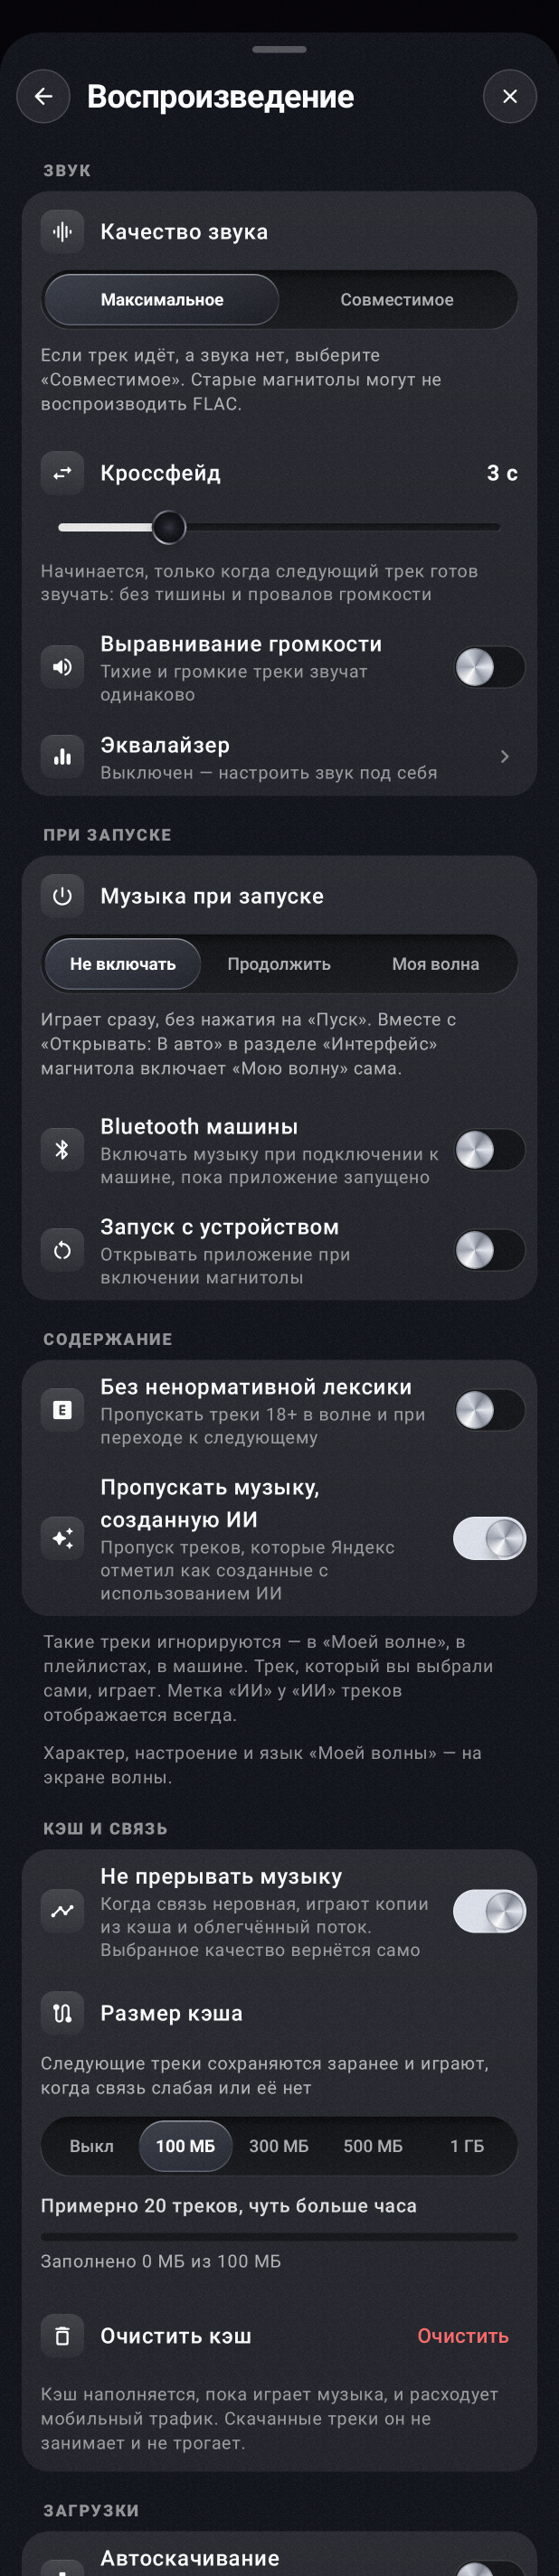 Воспроизведение
ЗВУК
Качество звука
Максимальное
Совместимое
Если трек идёт, а звука нет, выберите
«Совместимое». Старые магнитолы могут не
воспроизводить FLAC.
Кроссфейд
3 с
Начинается, только когда следующий трек готов
звучать: без тишины и провалов громкости
Выравнивание громкости
Тихие и громкие треки звучат
одинаково
Эквалайзер
Выключен — настроить звук под себя
ПРИ ЗАПУСКЕ
Музыка при запуске
Не включать
Продолжить
Моя волна
Играет сразу, без нажатия на «Пуск». Вместе с
«Открывать: В авто» в разделе «Интерфейс»
магнитола включает «Мою волну» сама.
Bluetooth машины
Включать музыку при подключении к
машине, пока приложение запущено
Запуск с устройством
Открывать приложение при
включении магнитолы
СОДЕРЖАНИЕ
E
Без ненормативной лексики
Пропускать треки 18+ в волне и при
переходе к следующему
Пропускать музыку,
созданную ИИ
Пропуск треков, которые Яндекс
отметил как созданные с
использованием ИИ
Такие треки игнорируются — в «Моей волне», в
плейлистах, в машине. Трек, который вы выбрали
сами, играет. Метка «ИИ» у «ИИ» треков
отображается всегда.
Характер, настроение и язык «Моей волны» — на
экране волны.
КЭШ И СВЯЗЬ
Не прерывать музыку
Когда связь неровная, играют копии
из кэша и облегчённый поток.
Выбранное качество вернётся само
Размер кэша
Следующие треки сохраняются заранее и играют,
когда связь слабая или её нет
Выкл
100 МБ
300 МБ
500 МБ
1 ГБ
Примерно 20 треков, чуть больше часа
Заполнено 0 МБ из 100 МБ
Очистить кэш
Очистить
Кэш наполняется, пока играет музыка, и расходует
мобильный трафик. Скачанные треки он не
занимает и не трогает.
ЗАГРУЗКИ
Автоскачивание